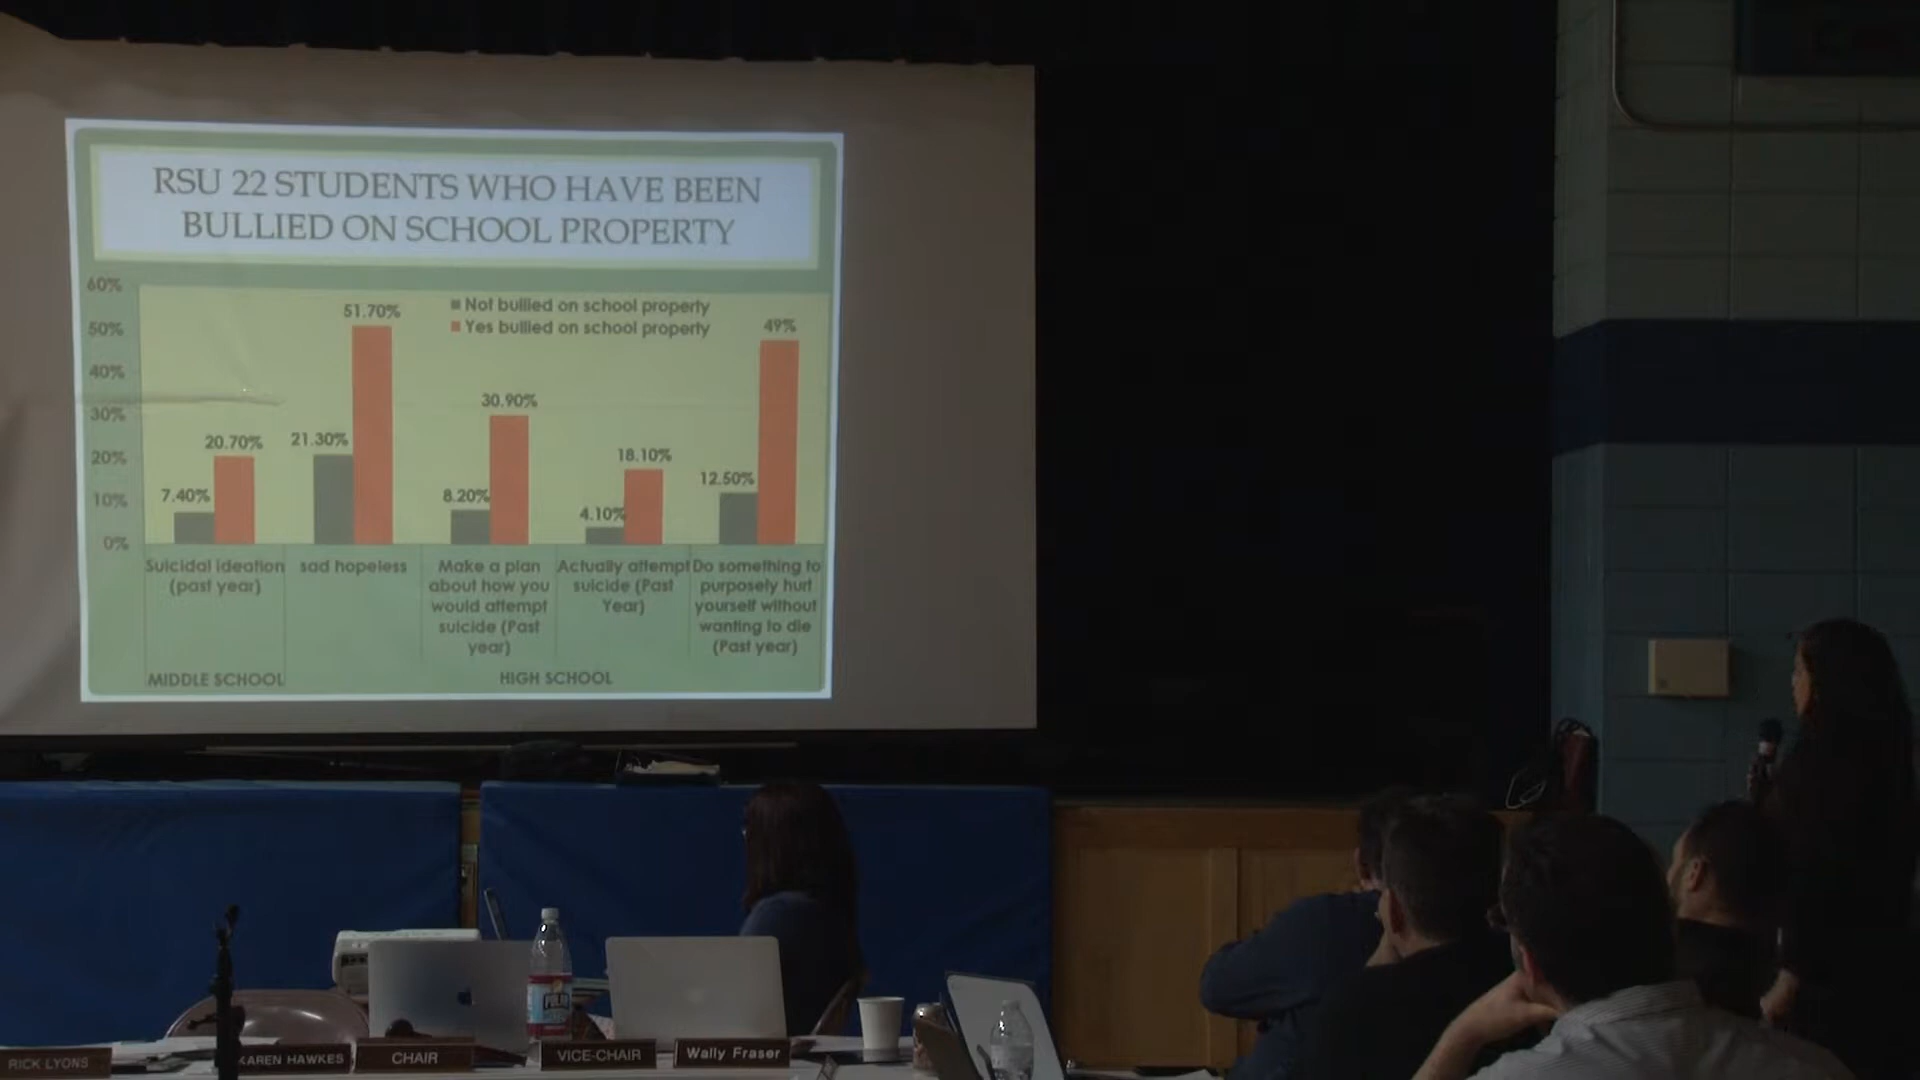 RSU 22 STUDENTS WHO HAVE BEEN
BULLIED ON SCHOOL PROPERTY
60%
50%
40%
30%
20%
10%
0%
Not bullied on school property
Yes bullied on school property
7.40%
20.70%
21.30%
51.70%
8.20%
30.90%
4.10%
18.10%
12.50%
49%
Suicidal ideation
(past year)
sad hopeless
Make a plan
about how you
would attempt
suicide (Past
year)
Actually attempt
suicide (Past
Year)
Do something to
purposely hurt
yourself without
wanting to die
(Past year)
MIDDLE SCHOOL
HIGH SCHOOL
RICK LYONS
KAREN HAWKES
CHAIR
VICE-CHAIR
Wally Fraser